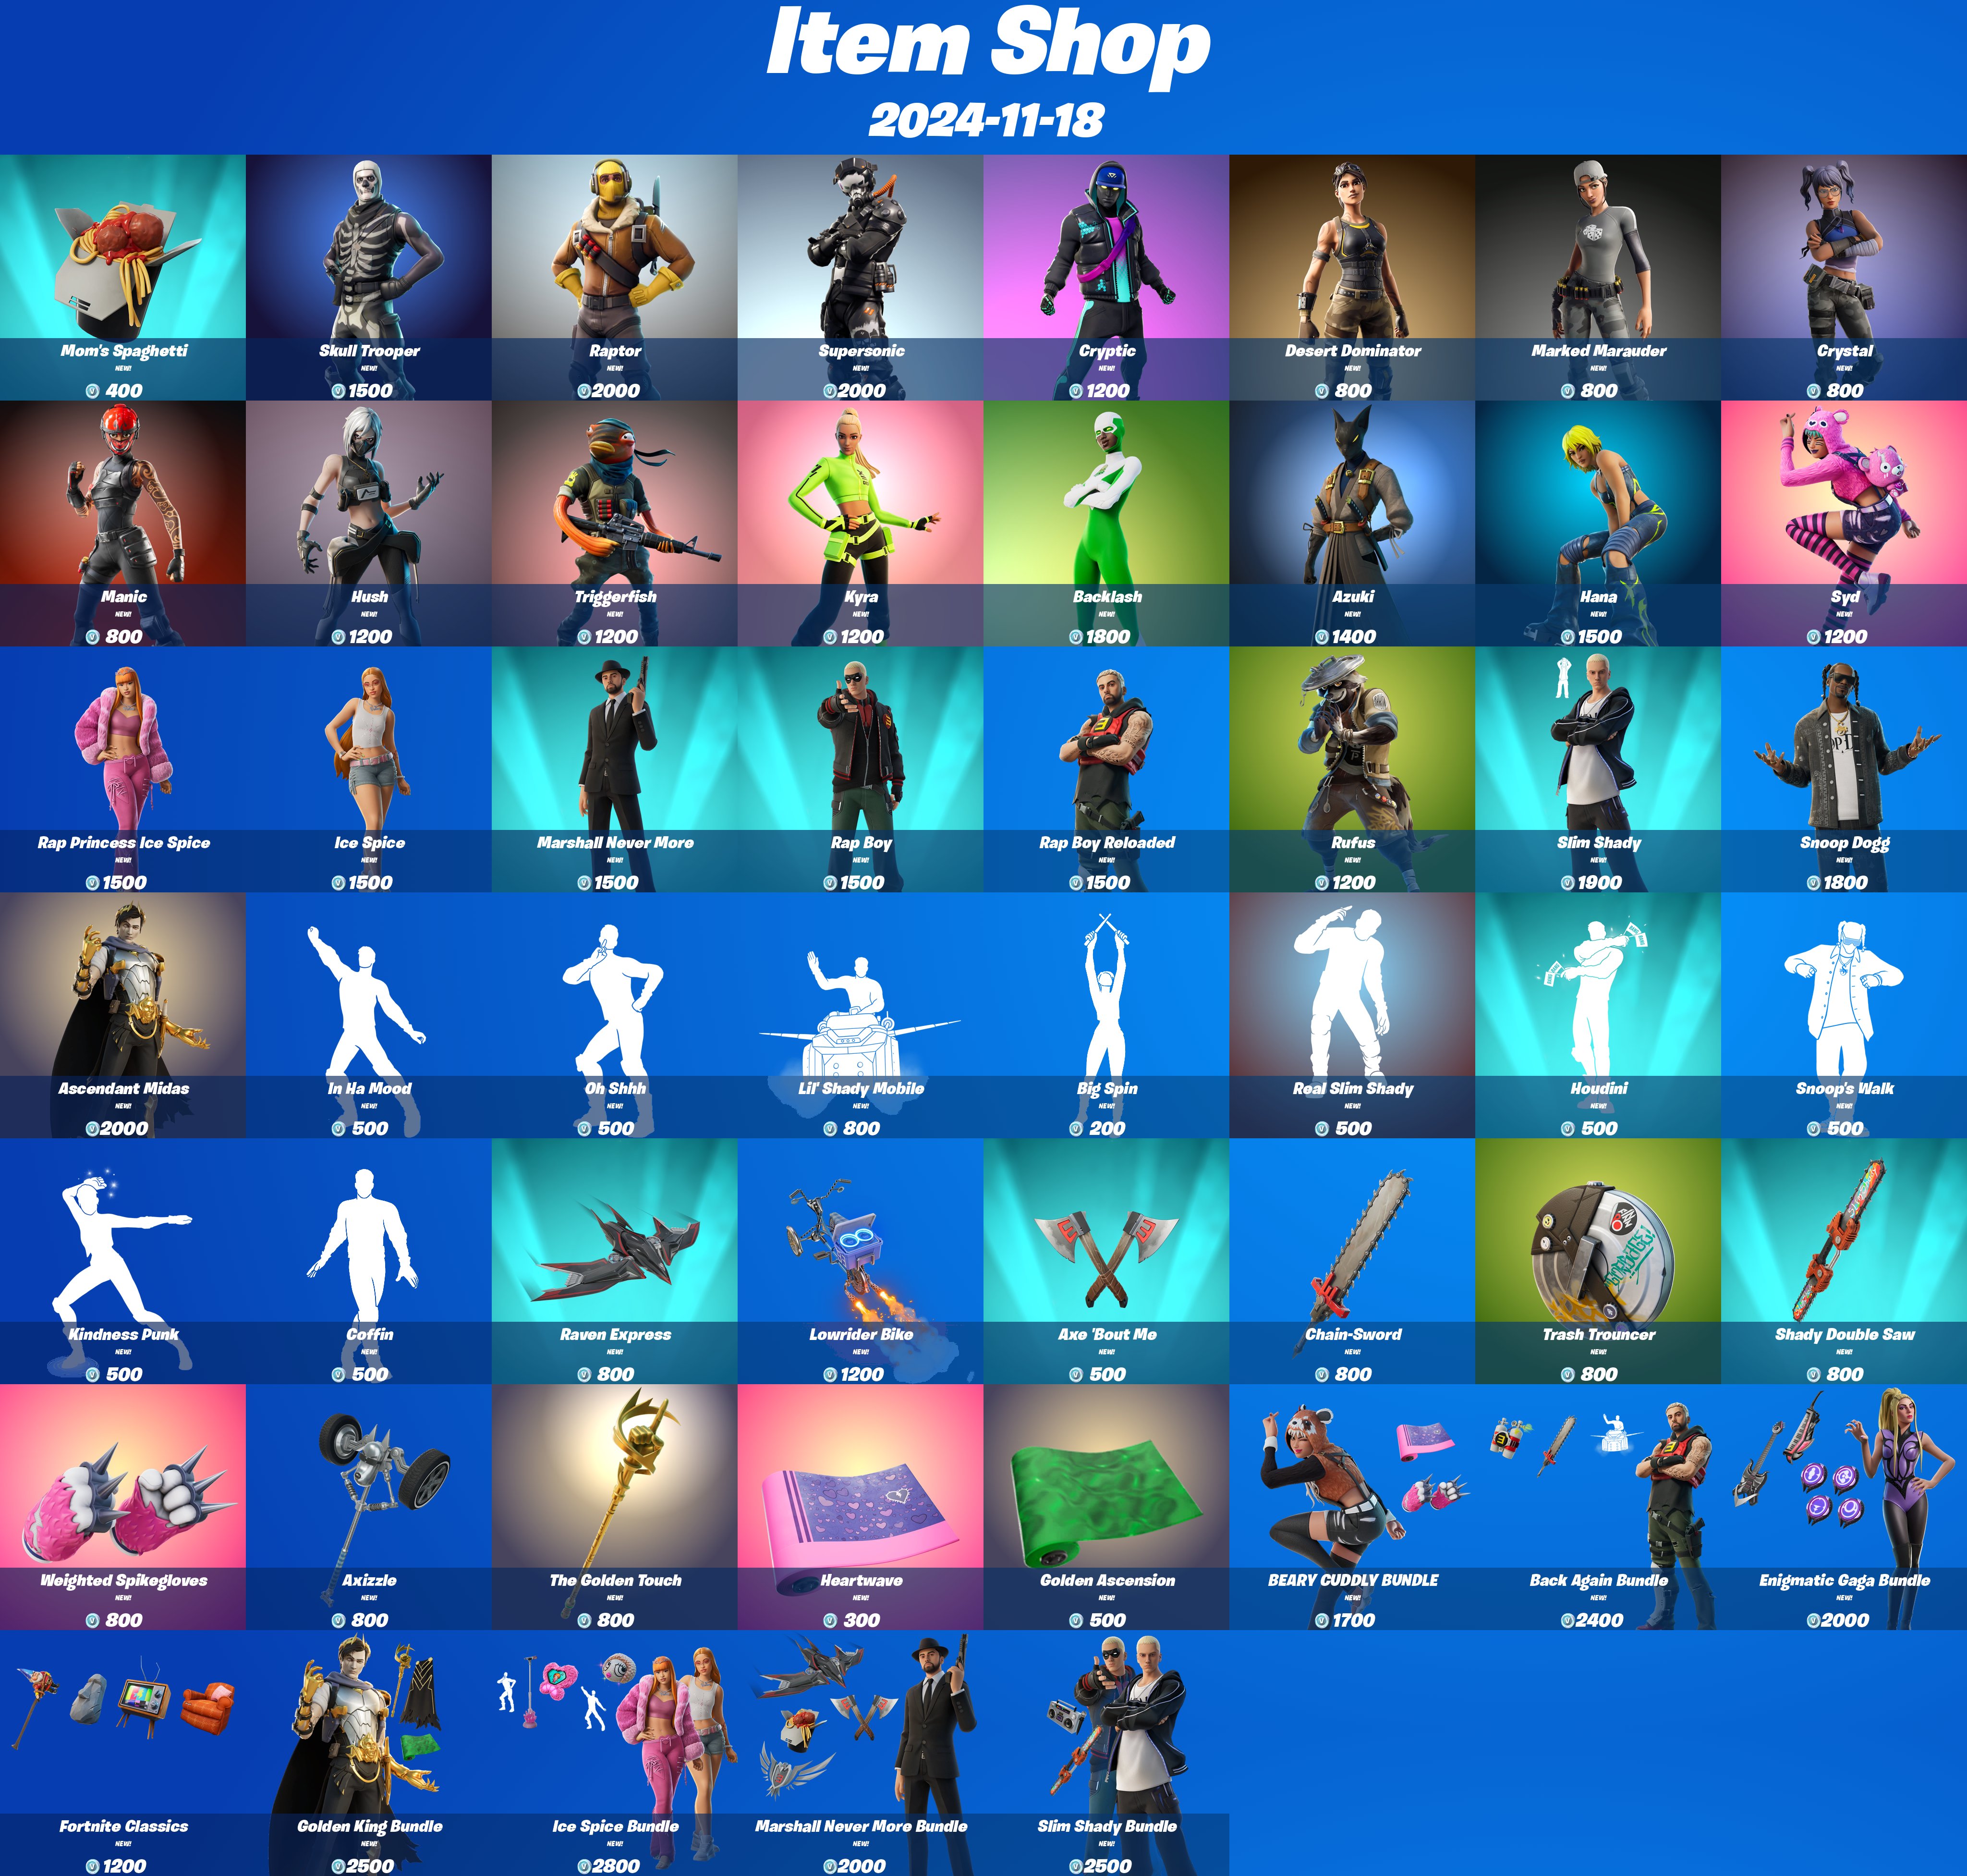 Item Shop
2024-11-18
Mom's Spaghetti
NEW!
400
Skull Trooper
NEW!
1500
Raptor
NEW!
2000
Supersonic
NEW!
2000
Cryptic
NEW!
1200
Desert Dominator
NEW!
800
Marked Marauder
NEW!
800
Crystal
NEW!
800
Manic
NEW!
800
Hush
NEW!
1200
Triggerfish
NEW!
1200
Kyra
NEW!
1200
Backlash
NEW!
1800
Azuki
NEW!
1400
Hana
NEW!
1500
Syd
NEW!
1200
Rap Princess Ice Spice
NEW!
1500
Ice Spice
NEW!
1500
Marshall Never More
NEW!
1500
Rap Boy
NEW!
1500
Rap Boy Reloaded
NEW!
1500
Rufus
NEW!
1200
Slim Shady
NEW!
1900
Snoop Dogg
NEW!
1800
Ascendant Midas
NEW!
2000
In Ha Mood
NEW!
500
Oh Shhh
NEW!
500
Lil' Shady Mobile
NEW!
800
Big Spin
NEW!
200
Real Slim Shady
NEW!
500
Houdini
NEW!
500
Snoop's Walk
NEW!
500
Kindness Punk
NEW!
500
Coffin
NEW!
500
Raven Express
NEW!
800
Lowrider Bike
NEW!
1200
Axe 'Bout Me
NEW!
500
Chain-Sword
NEW!
800
Trash Trouncer
NEW!
800
Shady Double Saw
NEW!
800
Weighted Spikegloves
NEW!
800
Axizzle
NEW!
800
The Golden Touch
NEW!
800
Heartwave
NEW!
300
Golden Ascension
NEW!
500
BEARY CUDDLY BUNDLE
NEW!
1700
Back Again Bundle
NEW!
2400
Enigmatic Gaga Bundle
NEW!
2000
Fortnite Classics
NEW!
1200
Golden King Bundle
NEW!
2500
Ice Spice Bundle
NEW!
2800
Marshall Never More Bundle
NEW!
2000
Slim Shady Bundle
NEW!
2500